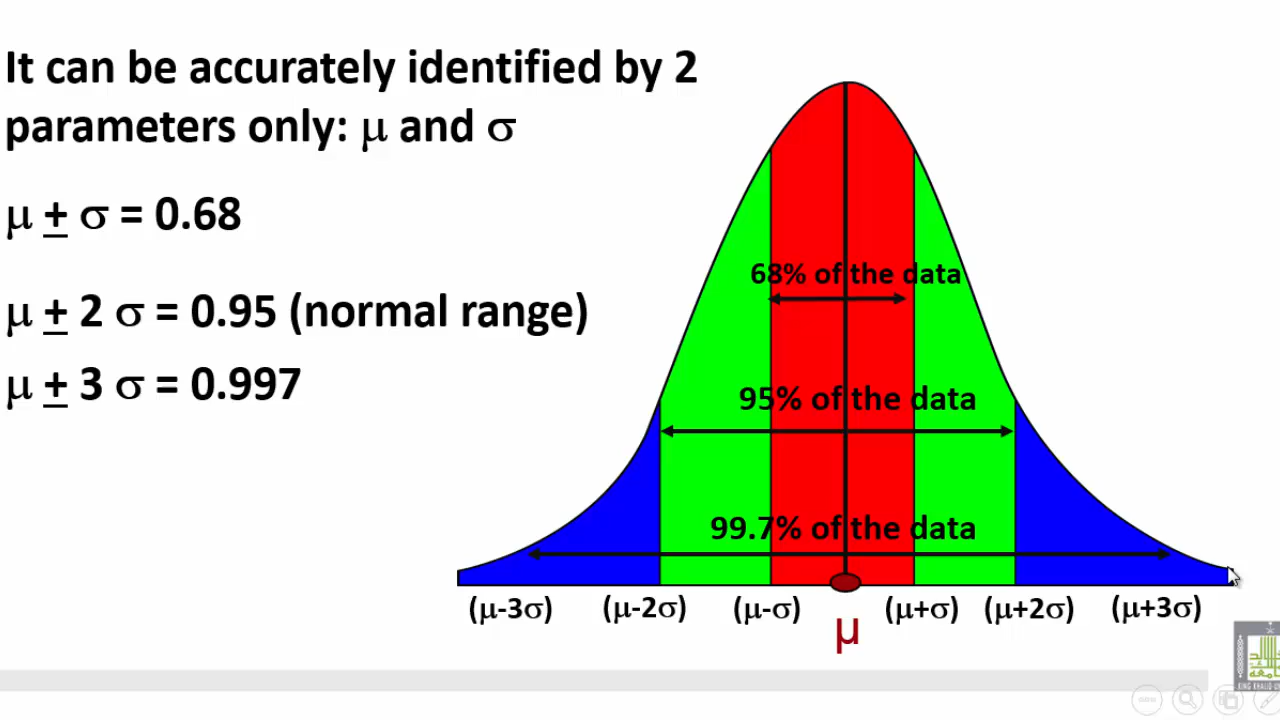 It can be accurately identified by 2
parameters only: μ and σ
μ ± σ = 0.68
μ ± 2 σ = 0.95 (normal range)
μ ± 3 σ = 0.997
68% of the data
95% of the data
99.7% of the data
(μ-3σ) (μ-2σ) (μ-σ) (μ+σ) (μ+2σ) (μ+3σ)
μ